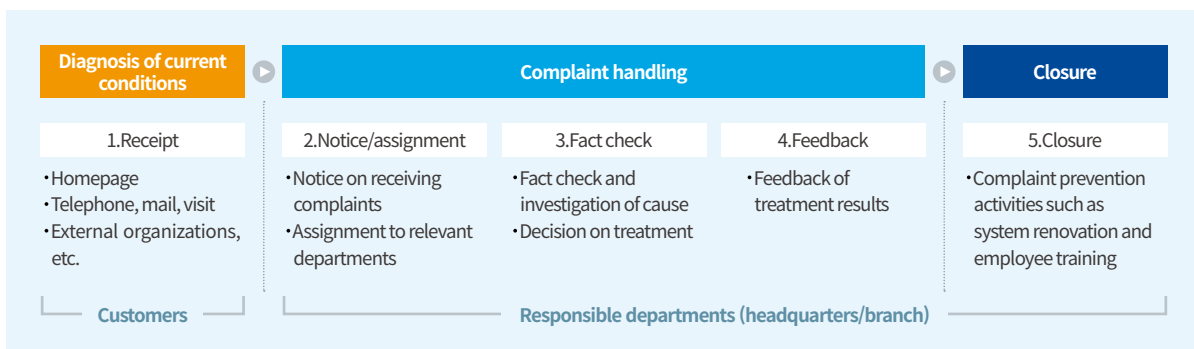 Diagnosis of current
conditions
Complaint handling
Closure
1.Receipt
•Homepage
•Telephone, mail, visit
•External organizations,
etc.
2.Notice/assignment
•Notice on receiving
complaints
•Assignment to relevant
departments
3.Fact check
•Fact check and
investigation of cause
•Decision on treatment
4.Feedback
•Feedback of
treatment results
5.Closure
•Complaint prevention
activities such as
system renovation and
employee training
Customers
Responsible departments (headquarters/branch)